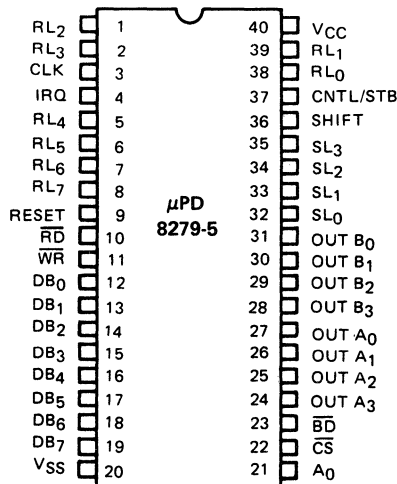 RL2 1 40 VCC
RL3 2 39 RL1
CLK 3 38 RL0
IRQ 4 37 CNTL/STB
RL4 5 36 SHIFT
RL5 6 35 SL3
RL6 7 34 SL2
RL7 8 33 SL1
RESET 9 μPD 32 SL0
R̅D̅ 10 8279-5 31 OUT B0
W̅R̅ 11 30 OUT B1
DB0 12 29 OUT B2
DB1 13 28 OUT B3
DB2 14 27 OUT A0
DB3 15 26 OUT A1
DB4 16 25 OUT A2
DB5 17 24 OUT A3
DB6 18 23 B̅D̅
DB7 19 22 C̅S̅
VSS 20 21 A0